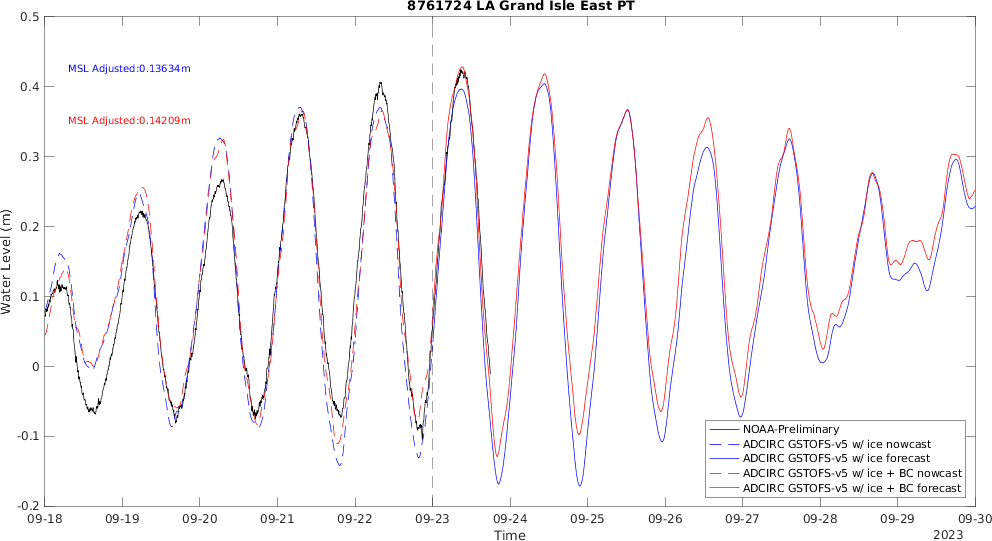 8761724 LA Grand Isle East PT
MSL Adjusted:0.13634m
MSL Adjusted:0.14209m
Water Level (m)
0.5
0.4
0.3
0.2
0.1
0
-0.1
-0.2
NOAA-Preliminary
ADCIRC GSTOFS-v5 w/ ice nowcast
ADCIRC GSTOFS-v5 w/ ice forecast
ADCIRC GSTOFS-v5 w/ ice + BC nowcast
ADCIRC GSTOFS-v5 w/ ice + BC forecast
09-18 09-19 09-20 09-21 09-22 09-23 09-24 09-25 09-26 09-27 09-28 09-29 09-30
Time
2023